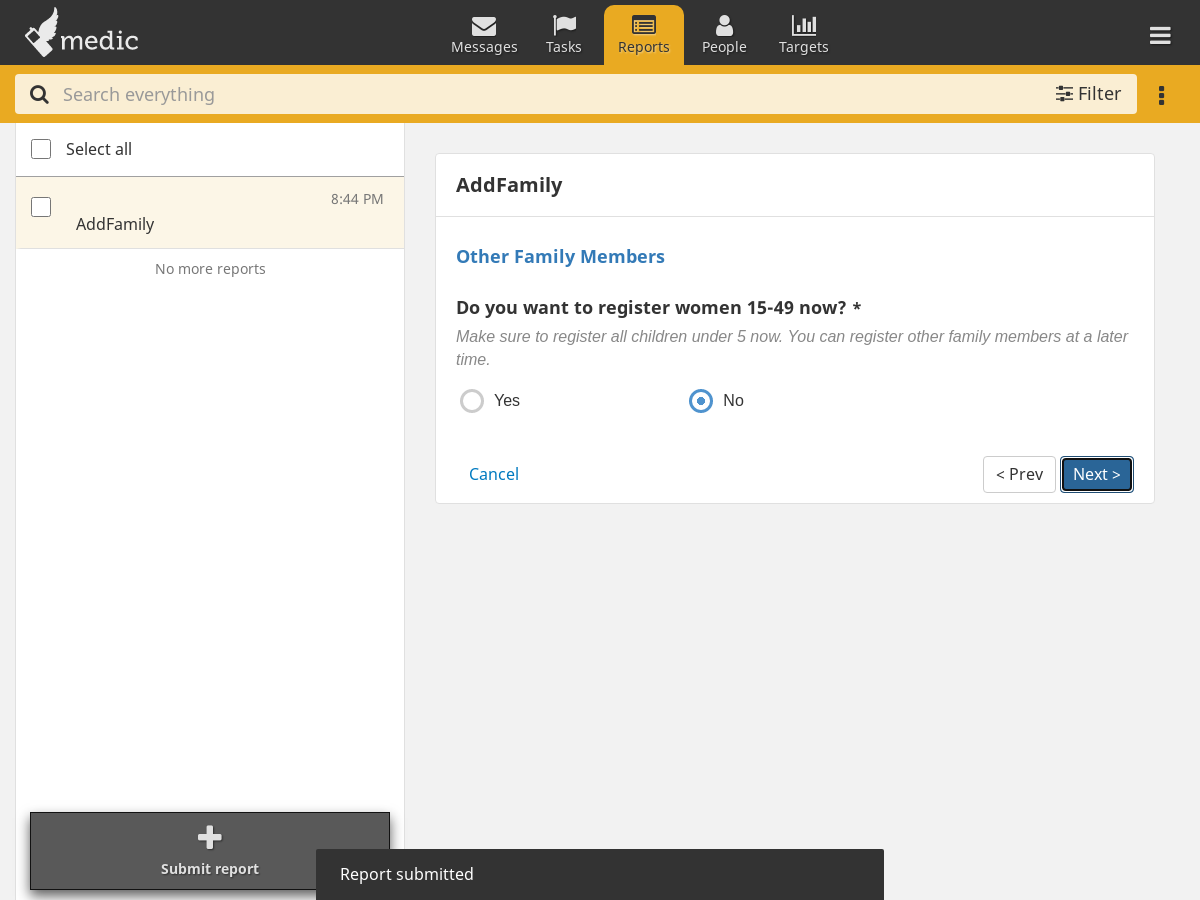 medic
Messages
Tasks
Reports
People
Targets
Search everything
Filter
Select all
8:44 PM
AddFamily
No more reports
AddFamily
Other Family Members
Do you want to register women 15-49 now? *
Make sure to register all children under 5 now. You can register other family members at a later
time.
Yes
No
Cancel
< Prev
Next >
Submit report
Report submitted